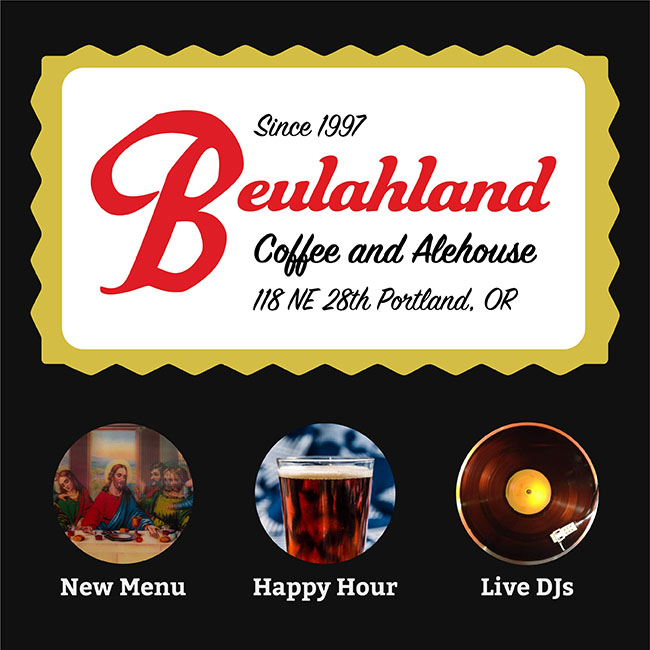 Since 1997
Beulahland
Coffee and Alehouse
118 NE 28th Portland, OR
New Menu
Happy Hour
Live DJs